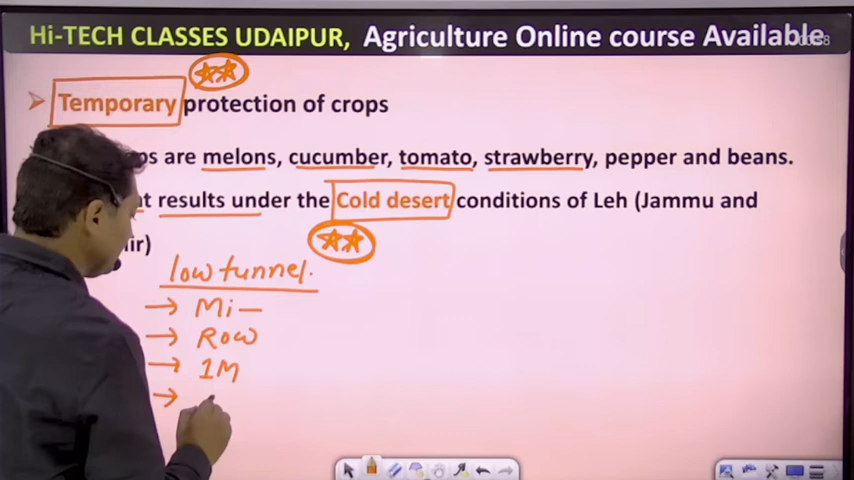 Hi-TECH CLASSES UDAIPUR, Agriculture Online course Available
➤ Temporary protection of crops
are melons, cucumber, tomato, strawberry, pepper and beans.
results under the Cold desert conditions of Leh (Jammu and
low tunnel.
→ Mi —
→ Row
→ 1M
→